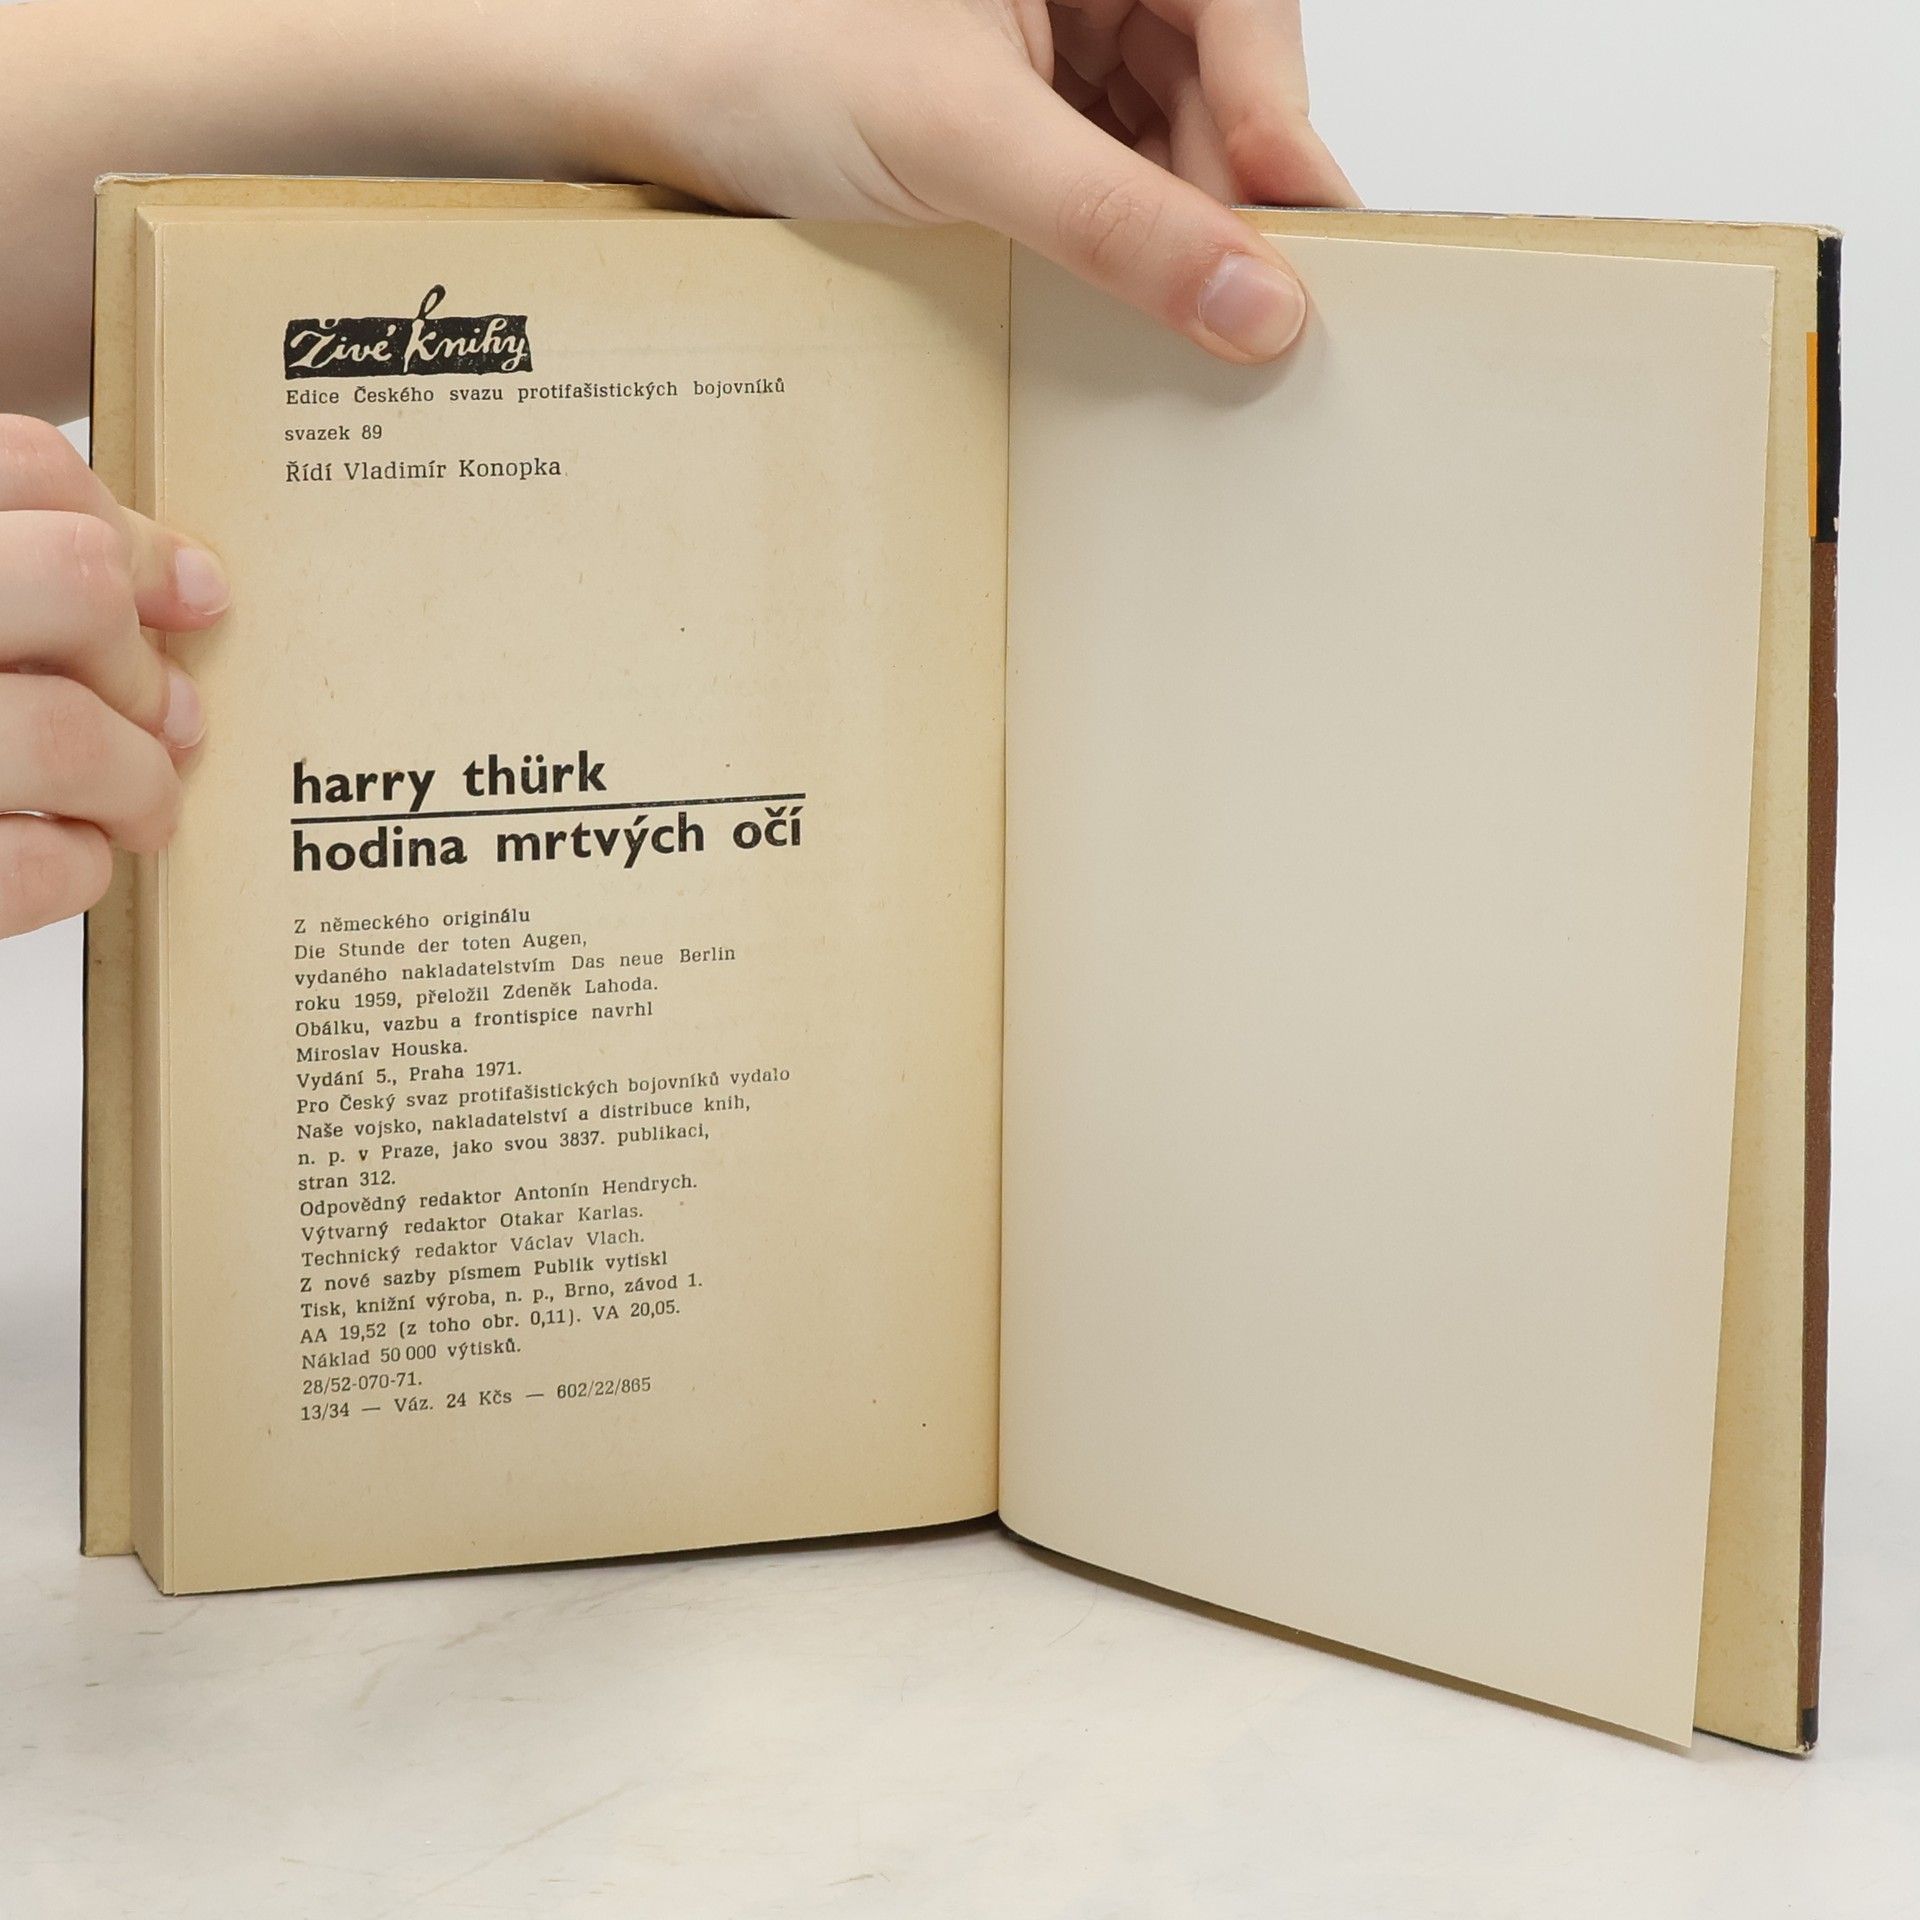 Živé knihy
Edice Českého svazu protifašistických bojovníků
svazek 89
Řídí Vladimír Konopka
harry thürk
hodina mrtvých očí
Z německého originálu
Die Stunde der toten Augen,
vydaného nakladatelstvím Das neue Berlin
roku 1959, přeložil Zdeněk Lahoda.
Obálku, vazbu a frontispice navrhl
Miroslav Houska.
Vydání 5., Praha 1971.
Pro Český svaz protifašistických bojovníků vydalo
Naše vojsko, nakladatelství a distribuce knih,
n. p. v Praze, jako svou 3837. publikaci,
stran 312.
Odpovědný redaktor Antonín Hendrych.
Výtvarný redaktor Otakar Karlas.
Technický redaktor Václav Vlach.
Z nové sazby písmem Publik vytiskl
Tisk, knižní výroba, n. p., Brno, závod 1.
AA 19,52 (z toho obr. 0,11). VA 20,05.
Náklad 50 000 výtisků.
28/52-070-71.
13/34 — Váz. 24 Kčs — 602/22/865